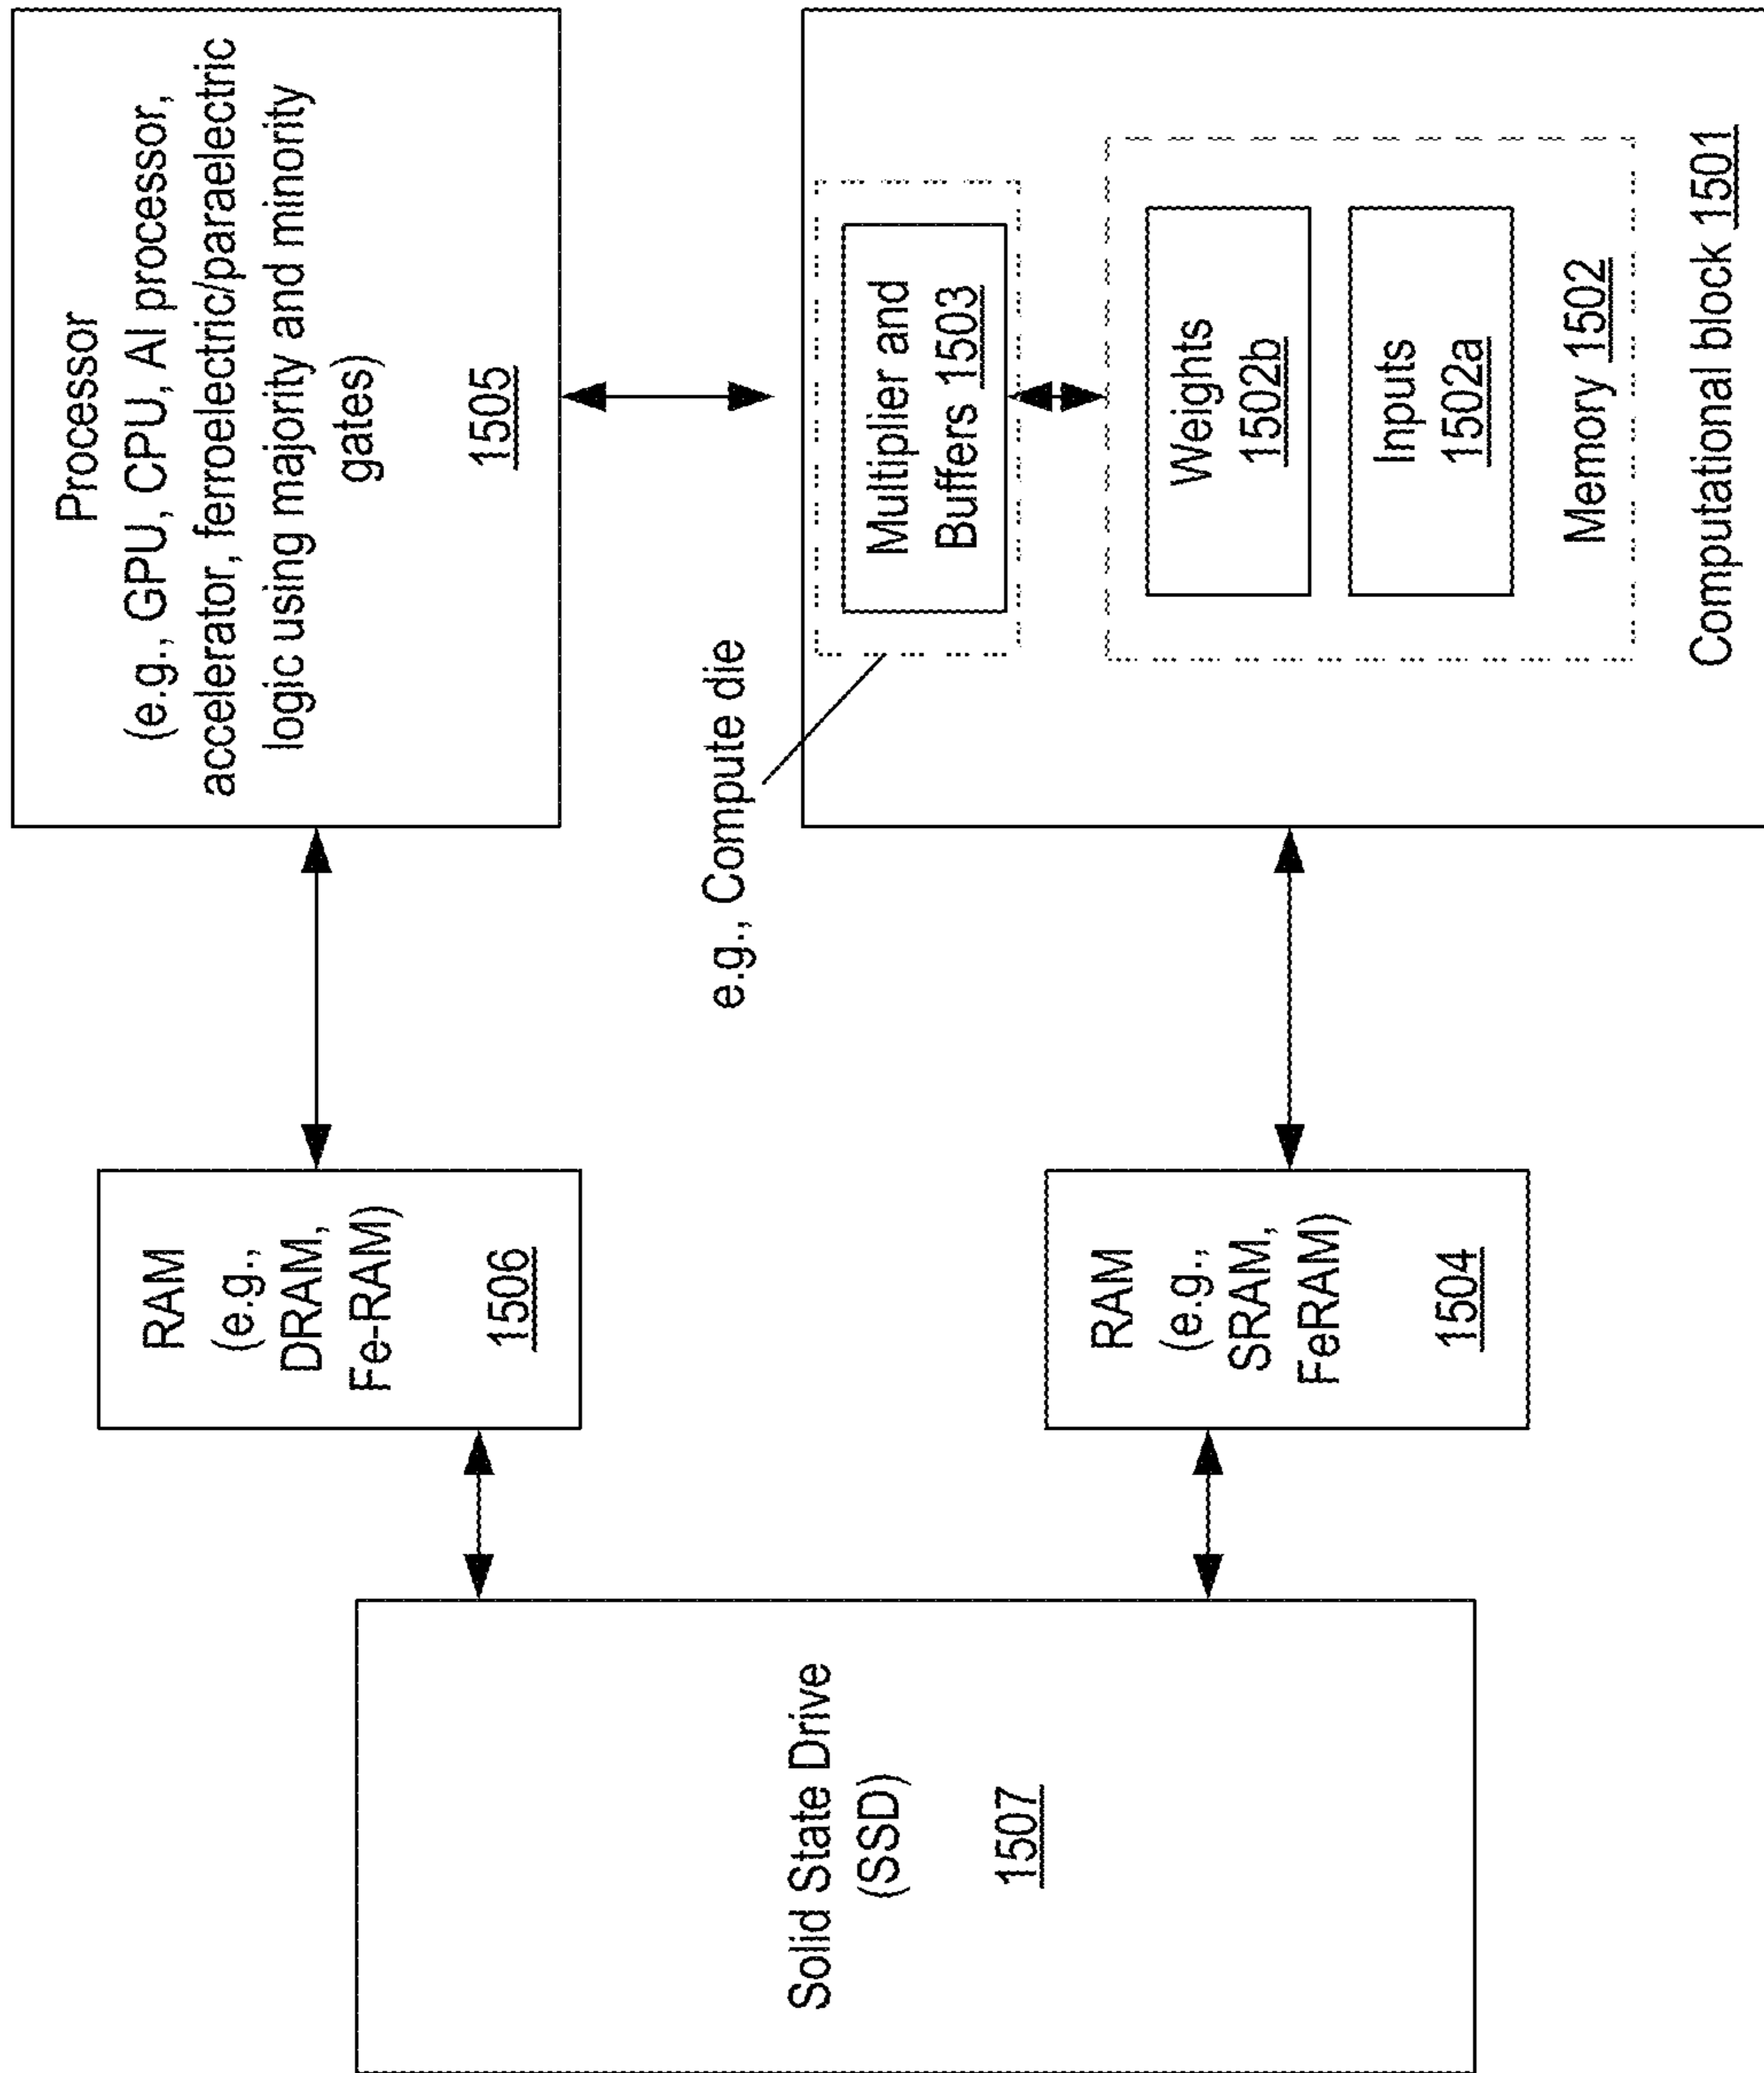 Processor
(e.g., GPU, CPU, AI processor,
accelerator, ferroelectric/paraelectric
logic using majority and minority
gates)
1505
RAM
(e.g.,
DRAM,
Fe-RAM)
1506
e.g., Compute die
Multiplier and
Buffers 1503
Weights
1502b
Inputs
1502a
Memory 1502
Computational block 1501
RAM
(e.g.,
SRAM,
FeRAM)
1504
Solid State Drive
(SSD)
1507